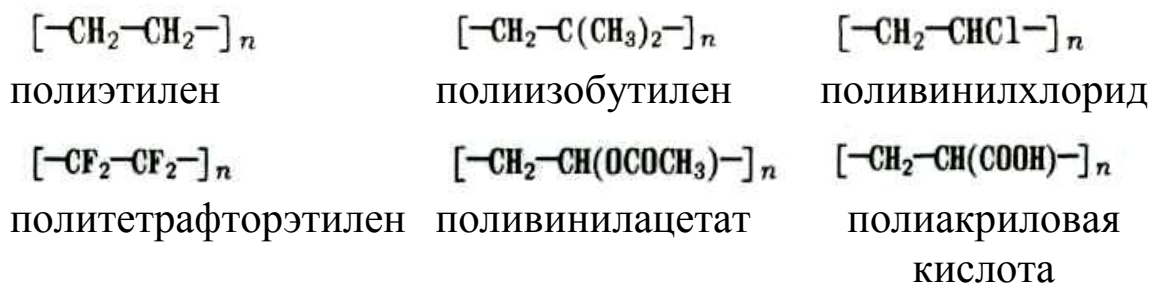 [—CH₂—CH₂—]ₙ [—CH₂—C(CH₃)₂—]ₙ [—CH₂—CHCl—]ₙ
полиэтилен полиизобутилен поливинилхлорид
[—CF₂—CF₂—]ₙ [—CH₂—CH(OCOCH₃)—]ₙ [—CH₂—CH(COOH)—]ₙ
политетрафторэтилен поливинилацетат полиакриловая
кислота